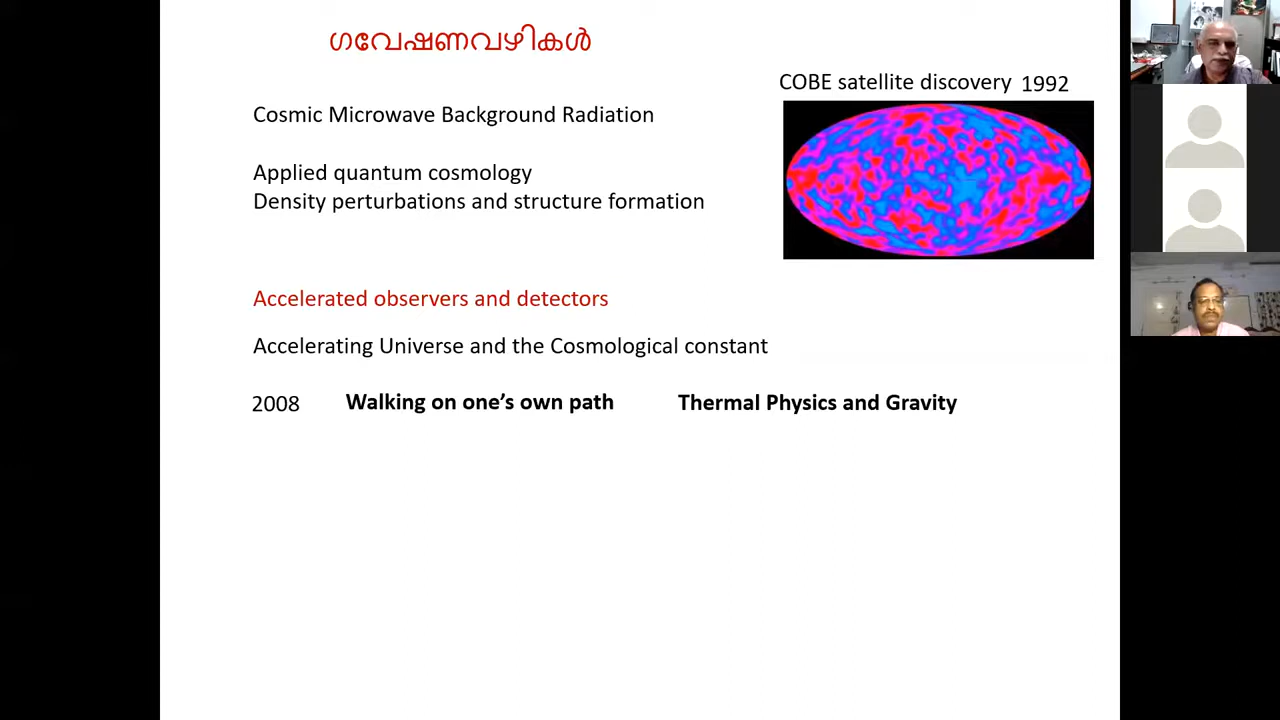 ഗവേഷണവഴികൾ
COBE satellite discovery 1992
Cosmic Microwave Background Radiation
Applied quantum cosmology
Density perturbations and structure formation
Accelerated observers and detectors
Accelerating Universe and the Cosmological constant
2008 Walking on one’s own path Thermal Physics and Gravity